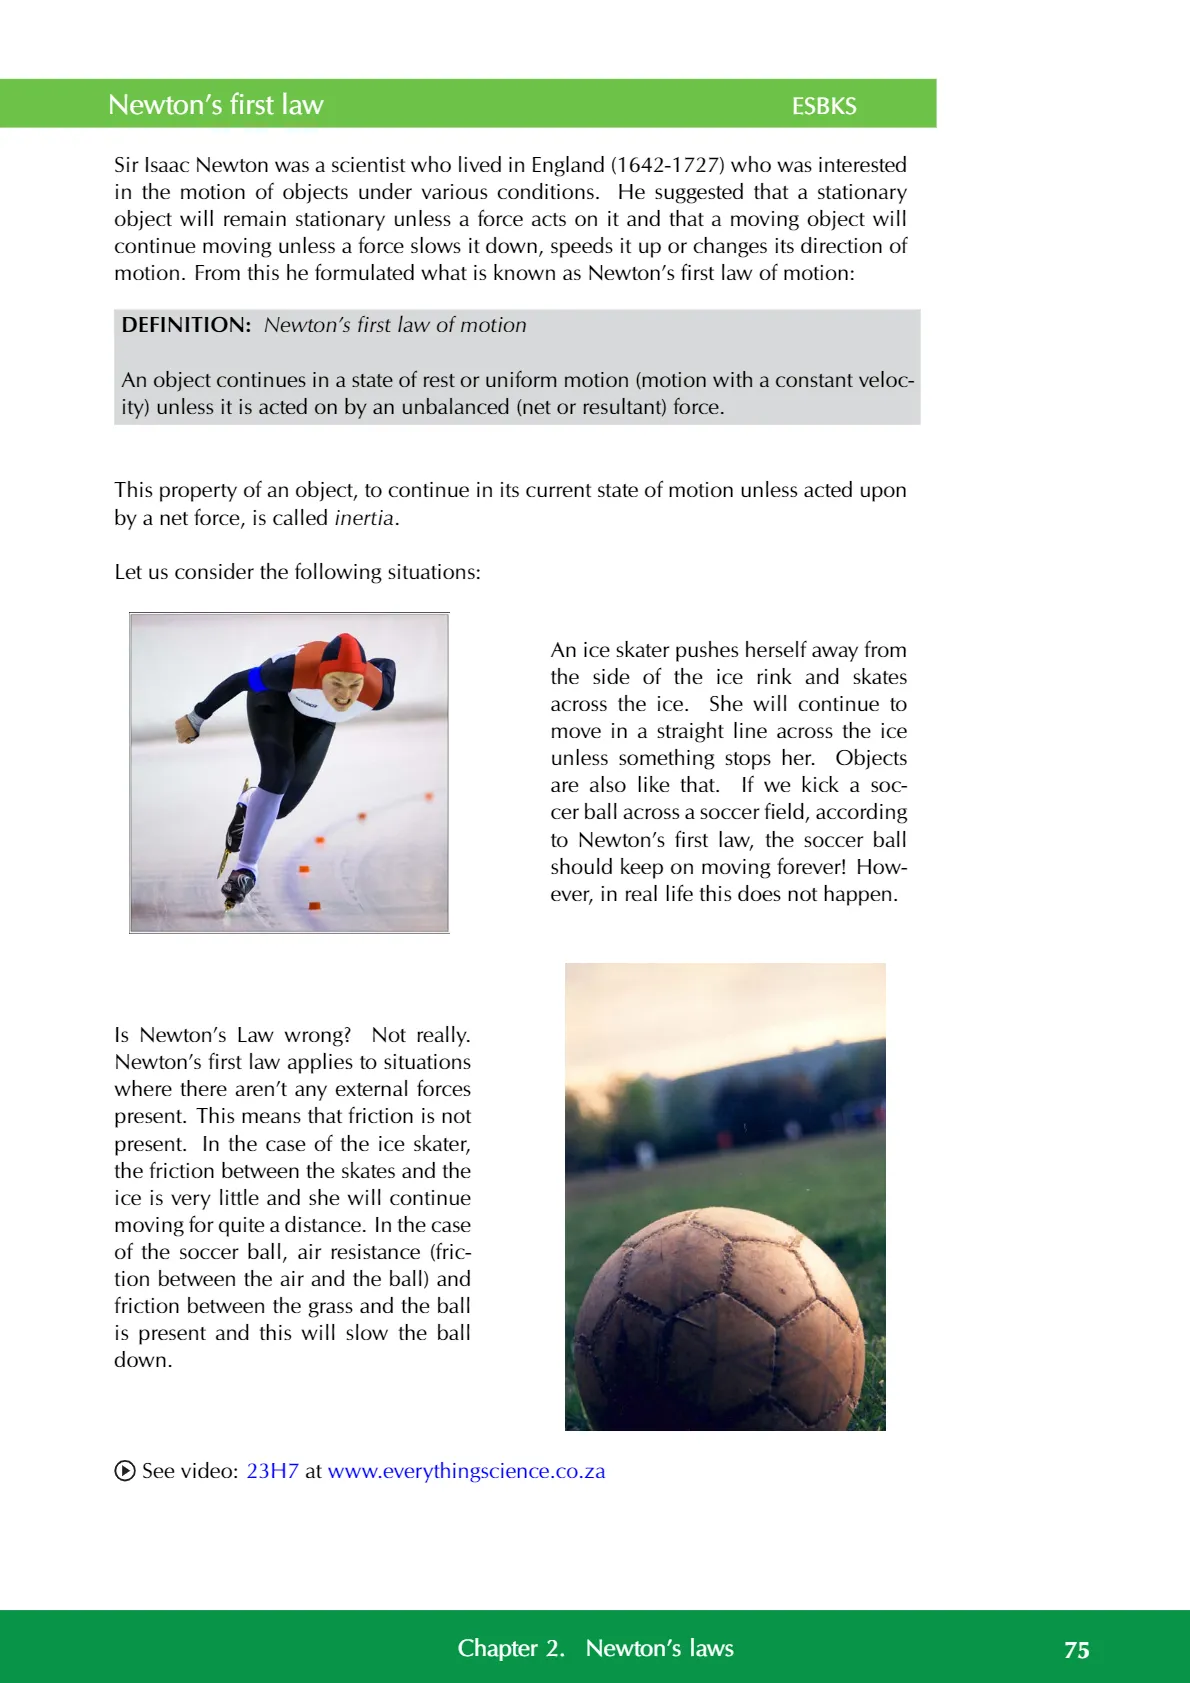 Newton’s first law ESBKS
Sir Isaac Newton was a scientist who lived in England (1642-1727) who was interested
in the motion of objects under various conditions. He suggested that a stationary
object will remain stationary unless a force acts on it and that a moving object will
continue moving unless a force slows it down, speeds it up or changes its direction of
motion. From this he formulated what is known as Newton’s first law of motion:
DEFINITION: Newton’s first law of motion
An object continues in a state of rest or uniform motion (motion with a constant veloc-
ity) unless it is acted on by an unbalanced (net or resultant) force.
This property of an object, to continue in its current state of motion unless acted upon
by a net force, is called inertia.
Let us consider the following situations:
An ice skater pushes herself away from
the side of the ice rink and skates
across the ice. She will continue to
move in a straight line across the ice
unless something stops her. Objects
are also like that. If we kick a soc-
cer ball across a soccer field, according
to Newton’s first law, the soccer ball
should keep on moving forever! How-
ever, in real life this does not happen.
Is Newton’s Law wrong? Not really.
Newton’s first law applies to situations
where there aren’t any external forces
present. This means that friction is not
present. In the case of the ice skater,
the friction between the skates and the
ice is very little and she will continue
moving for quite a distance. In the case
of the soccer ball, air resistance (fric-
tion between the air and the ball) and
friction between the grass and the ball
is present and this will slow the ball
down.
See video: 23H7 at www.everythingscience.co.za
Chapter 2. Newton’s laws 75